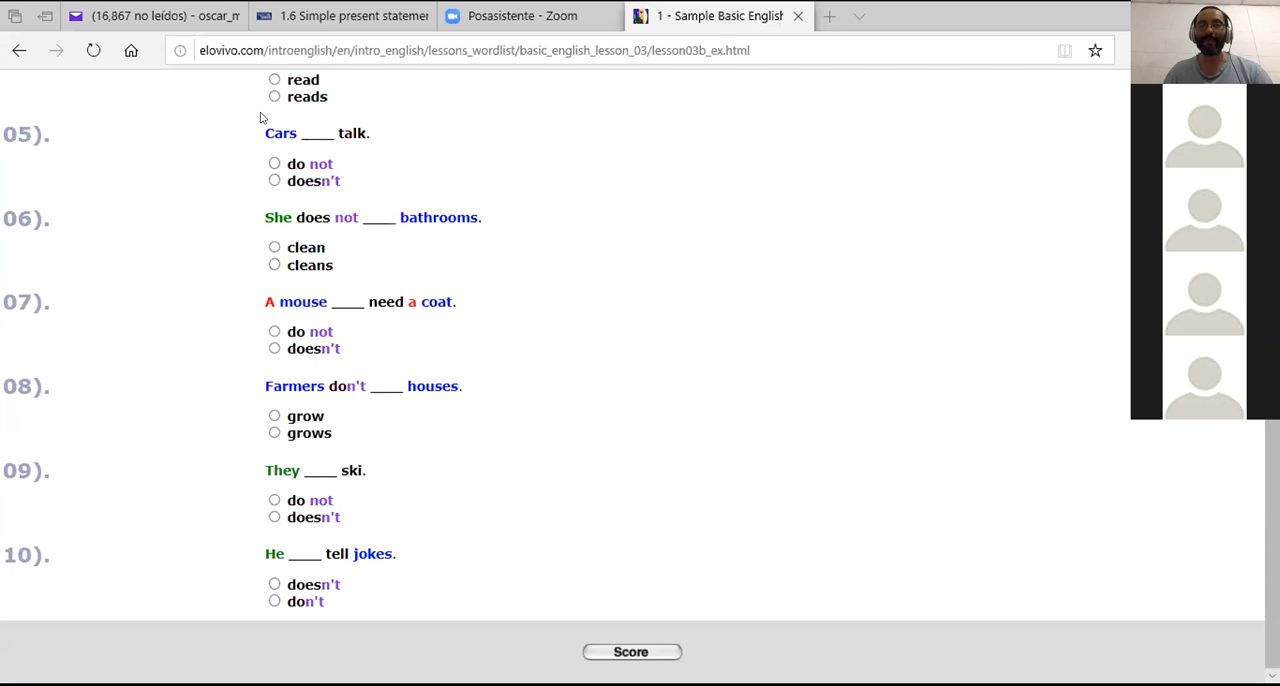 (16,867 no leídos) - oscar_m
1.6 Simple present statemer
Posasistente - Zoom
1 - Sample Basic English
elovivo.com/introenglish/en/intro_english/lessons_wordlist/basic_english_lesson_03/lesson03b_ex.html
read
reads
05).
Cars ____ talk.
do not
doesn't
06).
She does not ____ bathrooms.
clean
cleans
07).
A mouse ____ need a coat.
do not
doesn't
08).
Farmers don't ____ houses.
grow
grows
09).
They ____ ski.
do not
doesn't
10).
He ____ tell jokes.
doesn't
don't
Score